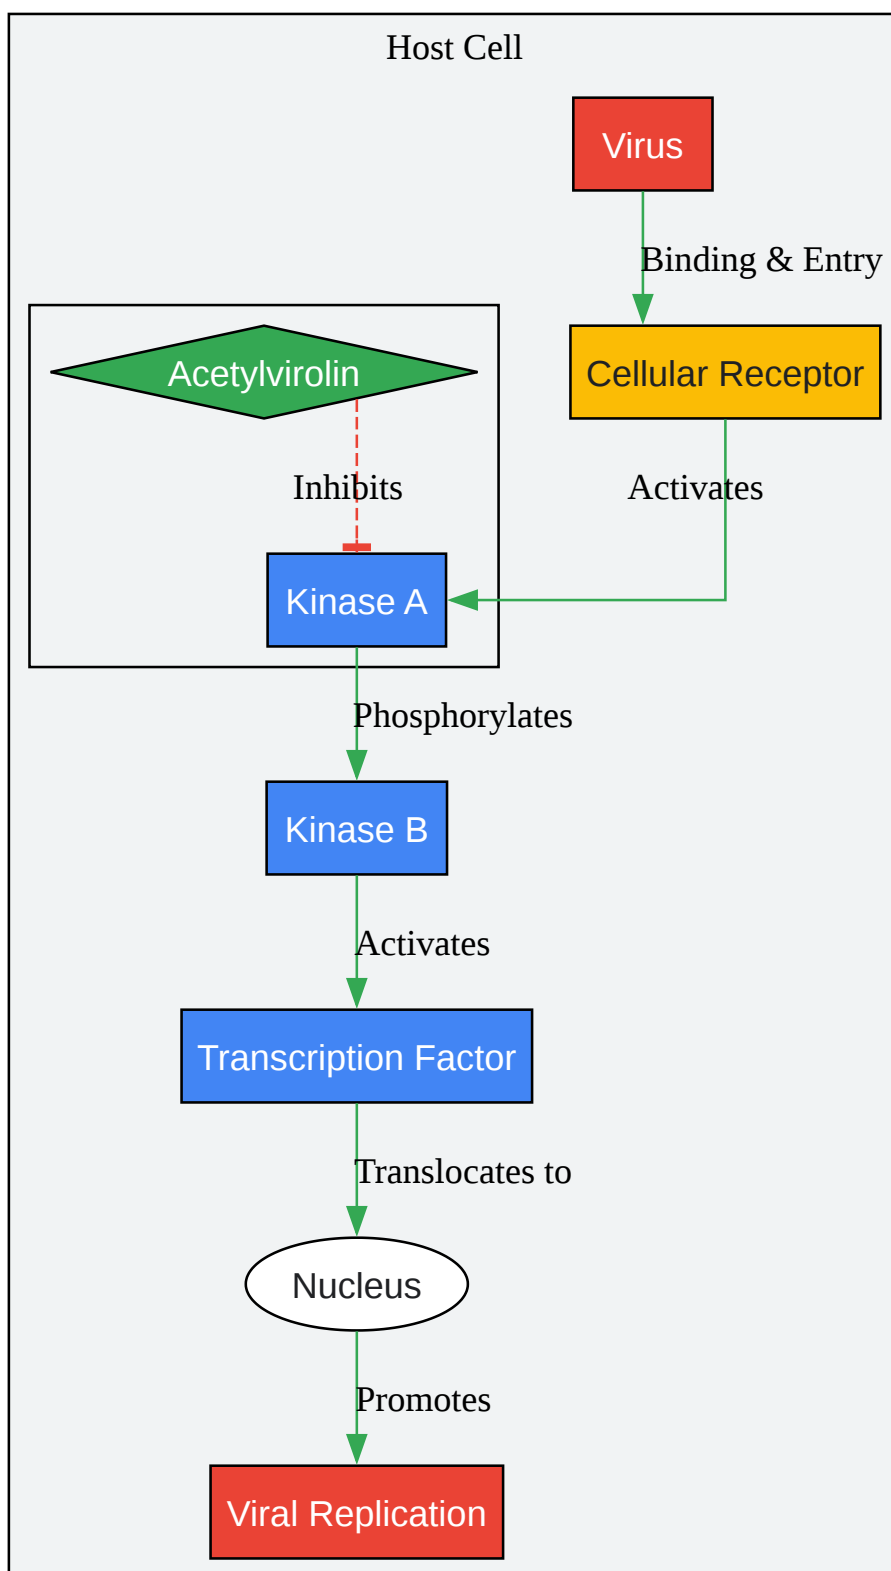 Host Cell
Virus
Binding & Entry
Acetylvirolin
Cellular Receptor
Inhibits
Activates
Kinase A
Phosphorylates
Kinase B
Activates
Transcription Factor
Translocates to
Nucleus
Promotes
Viral Replication